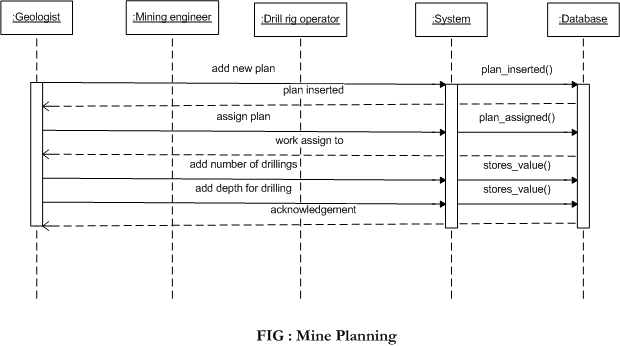 :Geologist
:Mining engineer
:Drill rig operator
:System
:Database
add new plan
plan_inserted()
plan inserted
assign plan
plan_assigned()
work assign to
add number of drillings
stores_value()
add depth for drilling
stores_value()
acknowledgement
FIG : Mine Planning